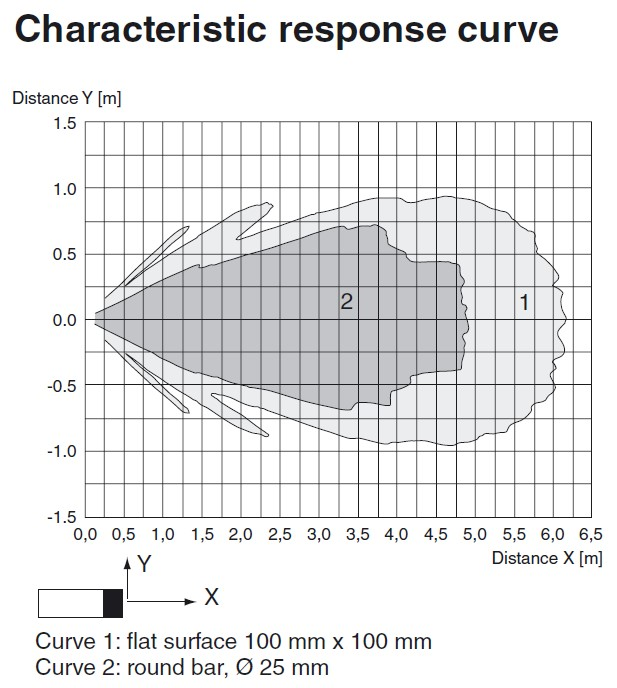 Characteristic response curve
Distance Y [m]
1.5
1.0
0.5
0.0
-0.5
-1.0
-1.5
2
1
0,0 0,5 1,0 1,5 2,0 2,5 3,0 3,5 4,0 4,5 5,0 5,5 6,0 6,5
Distance X [m]
Y
X
Curve 1: flat surface 100 mm x 100 mm
Curve 2: round bar, Ø 25 mm